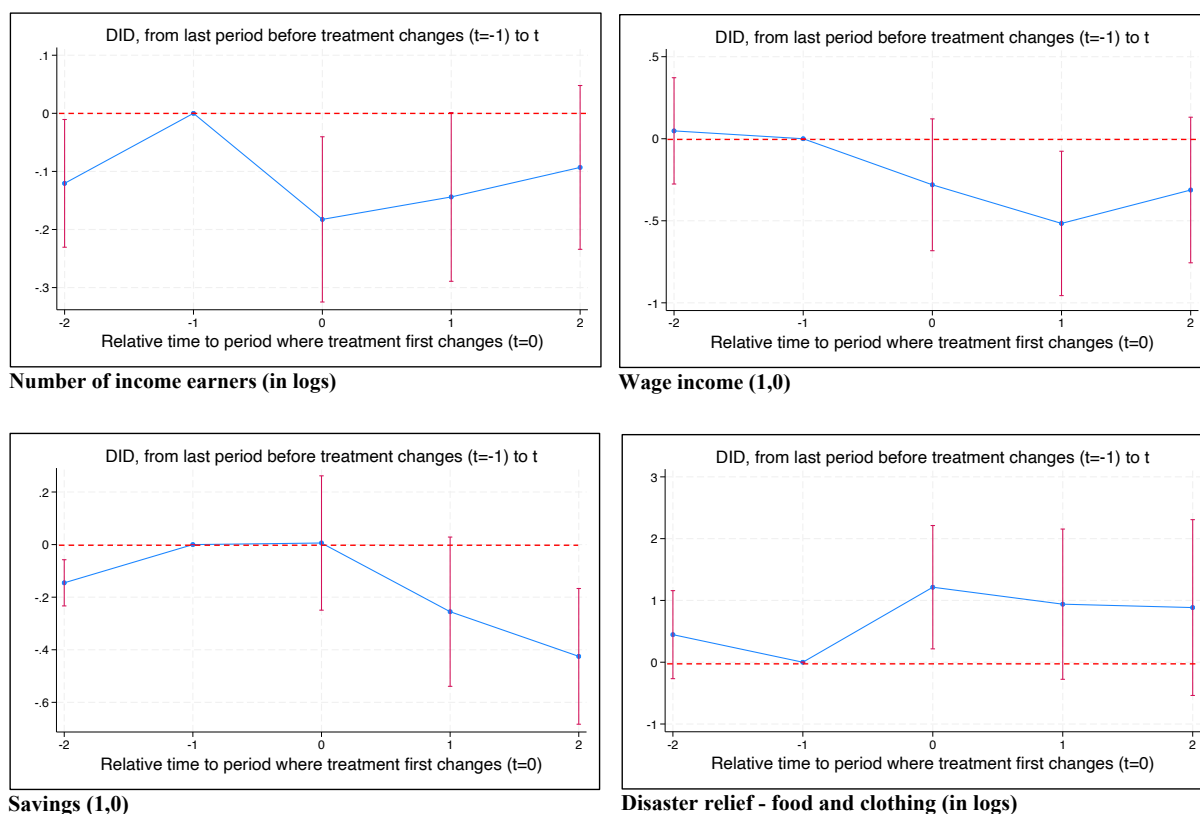 DID, from last period before treatment changes (t=-1) to t
.1
0
-.1
-.2
-.3
-2 -1 0 1 2
Relative time to period where treatment first changes (t=0)
Number of income earners (in logs)
DID, from last period before treatment changes (t=-1) to t
.5
0
-.5
-1
-2 -1 0 1 2
Relative time to period where treatment first changes (t=0)
Wage income (1,0)
DID, from last period before treatment changes (t=-1) to t
.2
0
-.2
-.4
-.6
-2 -1 0 1 2
Relative time to period where treatment first changes (t=0)
Savings (1,0)
DID, from last period before treatment changes (t=-1) to t
3
2
1
0
-1
-2 -1 0 1 2
Relative time to period where treatment first changes (t=0)
Disaster relief - food and clothing (in logs)